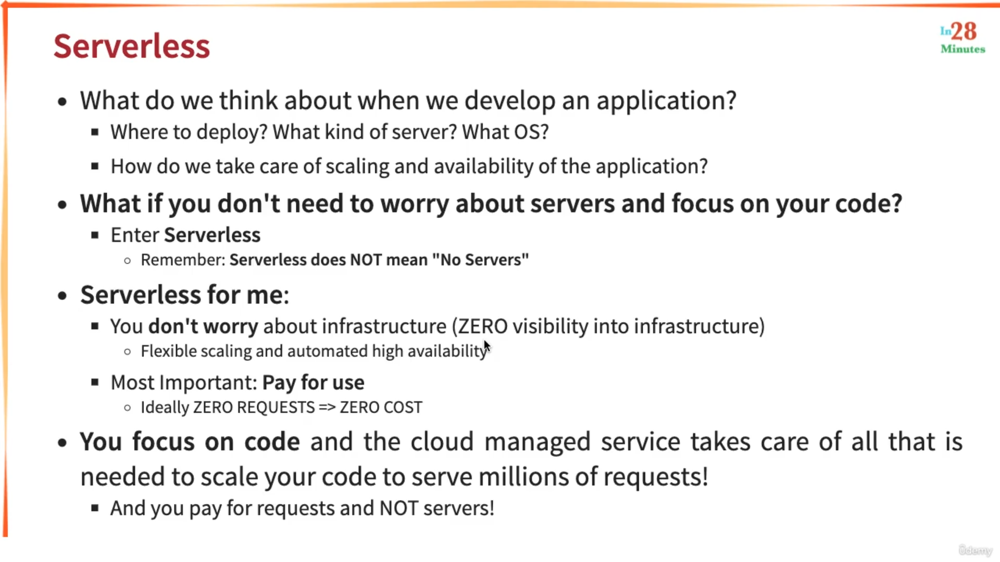 Serverless
In 28
Minutes
• What do we think about when we develop an application?
▪ Where to deploy? What kind of server? What OS?
▪ How do we take care of scaling and availability of the application?
• What if you don't need to worry about servers and focus on your code?
▪ Enter Serverless
○ Remember: Serverless does NOT mean "No Servers"
• Serverless for me:
▪ You don't worry about infrastructure (ZERO visibility into infrastructure)
○ Flexible scaling and automated high availability
▪ Most Important: Pay for use
○ Ideally ZERO REQUESTS => ZERO COST
• You focus on code and the cloud managed service takes care of all that is
needed to scale your code to serve millions of requests!
▪ And you pay for requests and NOT servers!
ûdemy